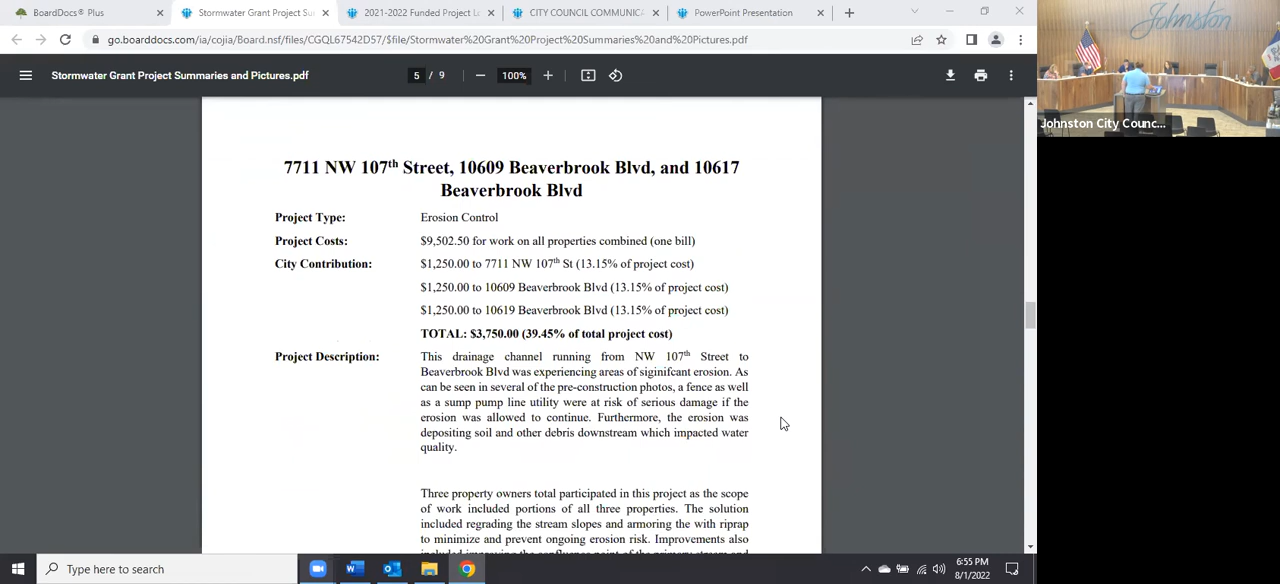 BoardDocs® Plus
Stormwater Grant Project Su
2021-2022 Funded Project Lo
CITY COUNCIL COMMUNICA
PowerPoint Presentation
go.boarddocs.com/ia/cojia/Board.nsf/files/CGQL67542D57/$file/Stormwater%20Grant%20Project%20Summaries%20and%20Pictures.pdf
Johnston
Stormwater Grant Project Summaries and Pictures.pdf
5 / 9
100%
Johnston City Counc...
7711 NW 107th Street, 10609 Beaverbrook Blvd, and 10617
Beaverbrook Blvd
Project Type: Erosion Control
Project Costs: $9,502.50 for work on all properties combined (one bill)
City Contribution: $1,250.00 to 7711 NW 107th St (13.15% of project cost)
$1,250.00 to 10609 Beaverbrook Blvd (13.15% of project cost)
$1,250.00 to 10619 Beaverbrook Blvd (13.15% of project cost)
TOTAL: $3,750.00 (39.45% of total project cost)
Project Description: This drainage channel running from NW 107th Street to
Beaverbrook Blvd was experiencing areas of siginifcant erosion. As
can be seen in several of the pre-construction photos, a fence as well
as a sump pump line utility were at risk of serious damage if the
erosion was allowed to continue. Furthermore, the erosion was
depositing soil and other debris downstream which impacted water
quality.
Three property owners total participated in this project as the scope
of work included portions of all three properties. The solution
included regrading the stream slopes and armoring the with riprap
to minimize and prevent ongoing erosion risk. Improvements also
included improving the confluence point of the primary stream and
Type here to search
6:55 PM
8/1/2022